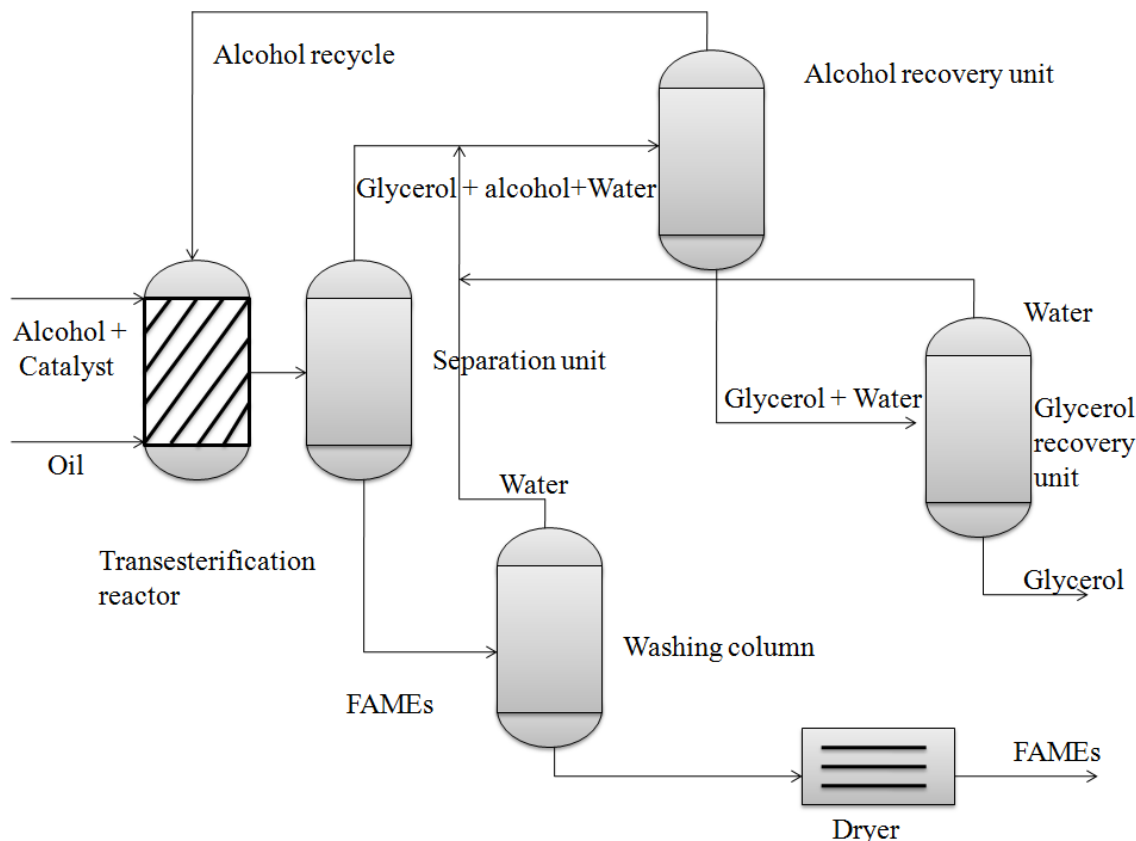 Alcohol recycle
Alcohol recovery unit
Glycerol + alcohol+Water
Alcohol +
Catalyst
Oil
Separation unit
Water
Glycerol + Water
Glycerol
recovery
unit
Water
Glycerol
Transesterification
reactor
Washing column
FAMEs
FAMEs
Dryer